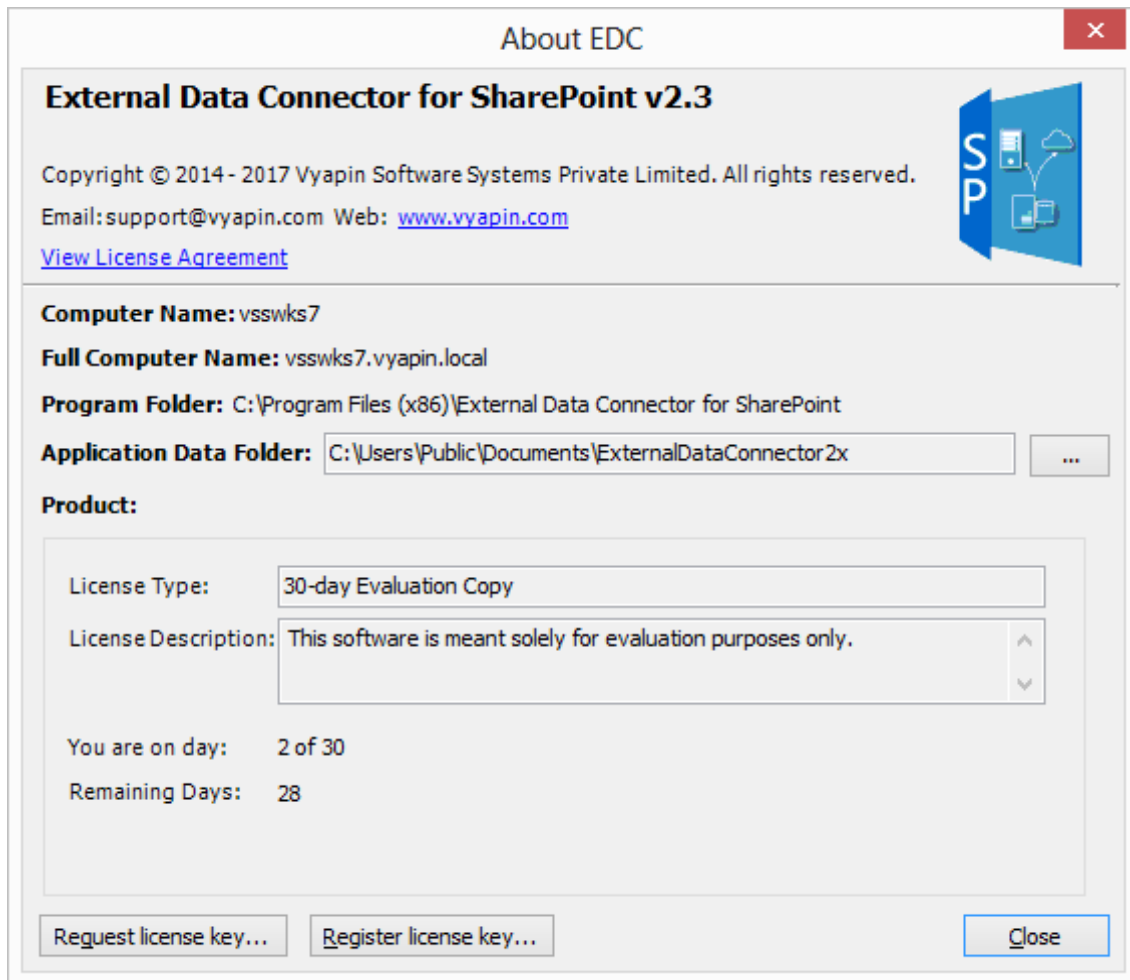 About EDC
External Data Connector for SharePoint v2.3
S
P
Copyright © 2014 - 2017 Vyapin Software Systems Private Limited. All rights reserved.
Email: support@vyapin.com Web: www.vyapin.com
View License Agreement
Computer Name: vsswks7
Full Computer Name: vsswks7.vyapin.local
Program Folder: C:\Program Files (x86)\External Data Connector for SharePoint
Application Data Folder: C:\Users\Public\Documents\ExternalDataConnector2x ...
Product:
License Type: 30-day Evaluation Copy
License Description: This software is meant solely for evaluation purposes only.
You are on day: 2 of 30
Remaining Days: 28
Request license key... Register license key... Close